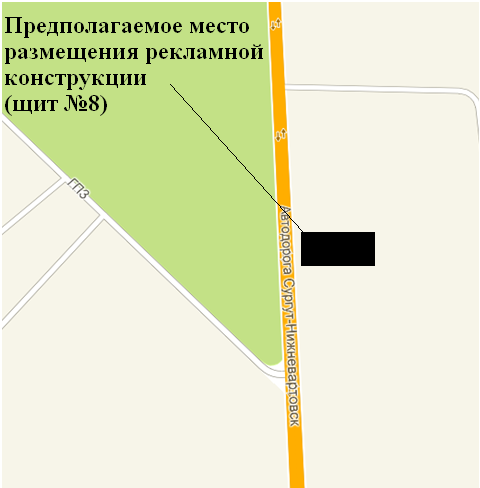 Предполагаемое место
размещения рекламной
конструкции
(щит №8)
ГПЗ
Автодорога Сургут-Нижневартовск